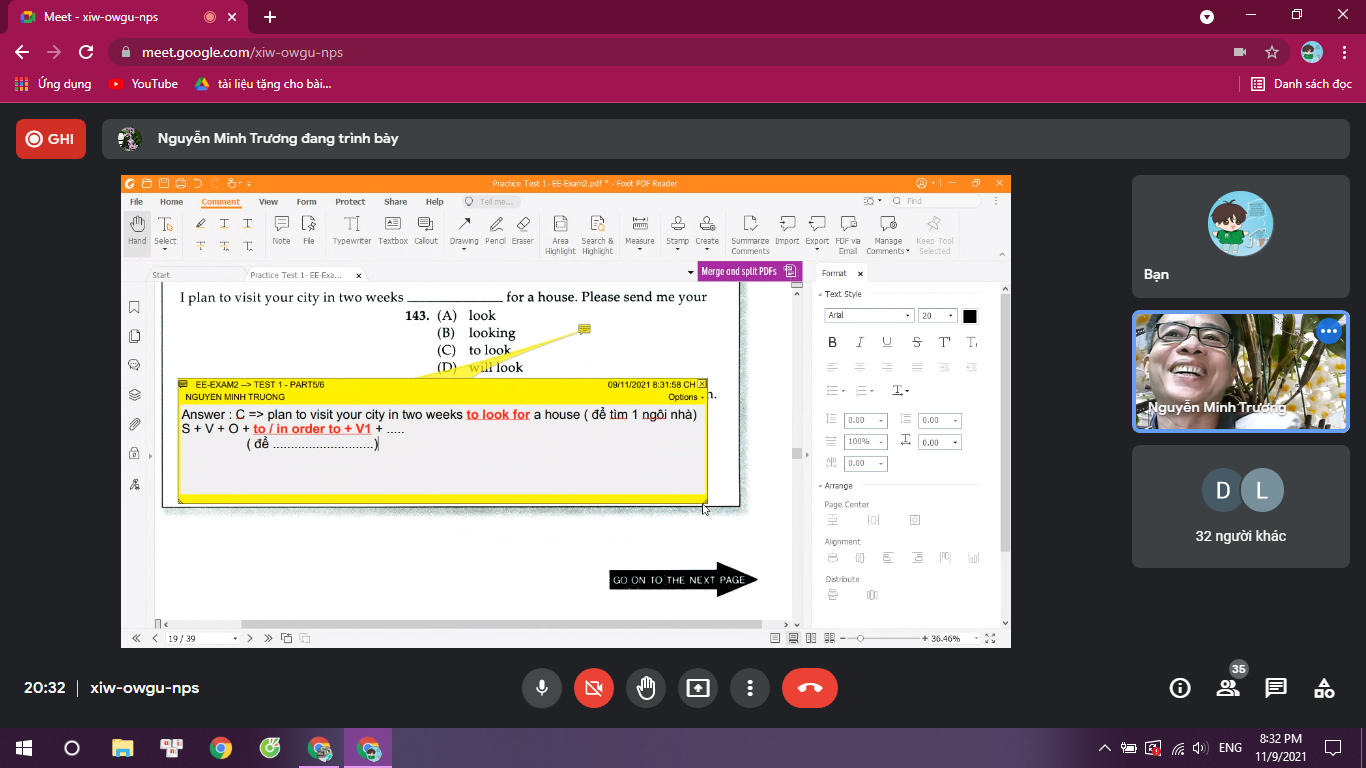 Meet - xiw-owgu-nps
meet.google.com/xiw-owgu-nps
Ứng dụng
YouTube
tài liệu tặng cho bài...
Danh sách đọc
GHI
Nguyễn Minh Trương đang trình bày
Practice Test 1- EE-Exam2.pdf * - Foxit PDF Reader
File Home Comment View Form Protect Share Help Tell me... Find
Hand Select Note File Typewriter Textbox Callout Drawing Pencil Eraser Area Highlight Search & Highlight Measure Stamp Create Summarize Comments Import Export FDF via Email Manage Comments Keep Tool Selected
Start
Practice Test 1- EE-Exa...
Merge and split PDFs
I plan to visit your city in two weeks ______________ for a house. Please send me your
143. (A) look
(B) looking
(C) to look
(D) will look
n.
EE-EXAM2 --> TEST 1 - PART5/6 09/11/2021 8:31:58 CH
NGUYEN MINH TRUONG Options
Answer : C => plan to visit your city in two weeks to look for a house ( để tìm 1 ngôi nhà)
S + V + O + to / in order to + V1 + .....
( để ............................)
GO ON TO THE NEXT PAGE
19 / 39
36.46%
Format
Text Style
Arial 20
0.00 0.00
100% 0.00
0.00
Arrange
Page Center
Alignment
Distribute
Bạn
Nguyễn Minh Trương
D L
32 người khác
20:32 xiw-owgu-nps
35
ENG
8:32 PM
11/9/2021